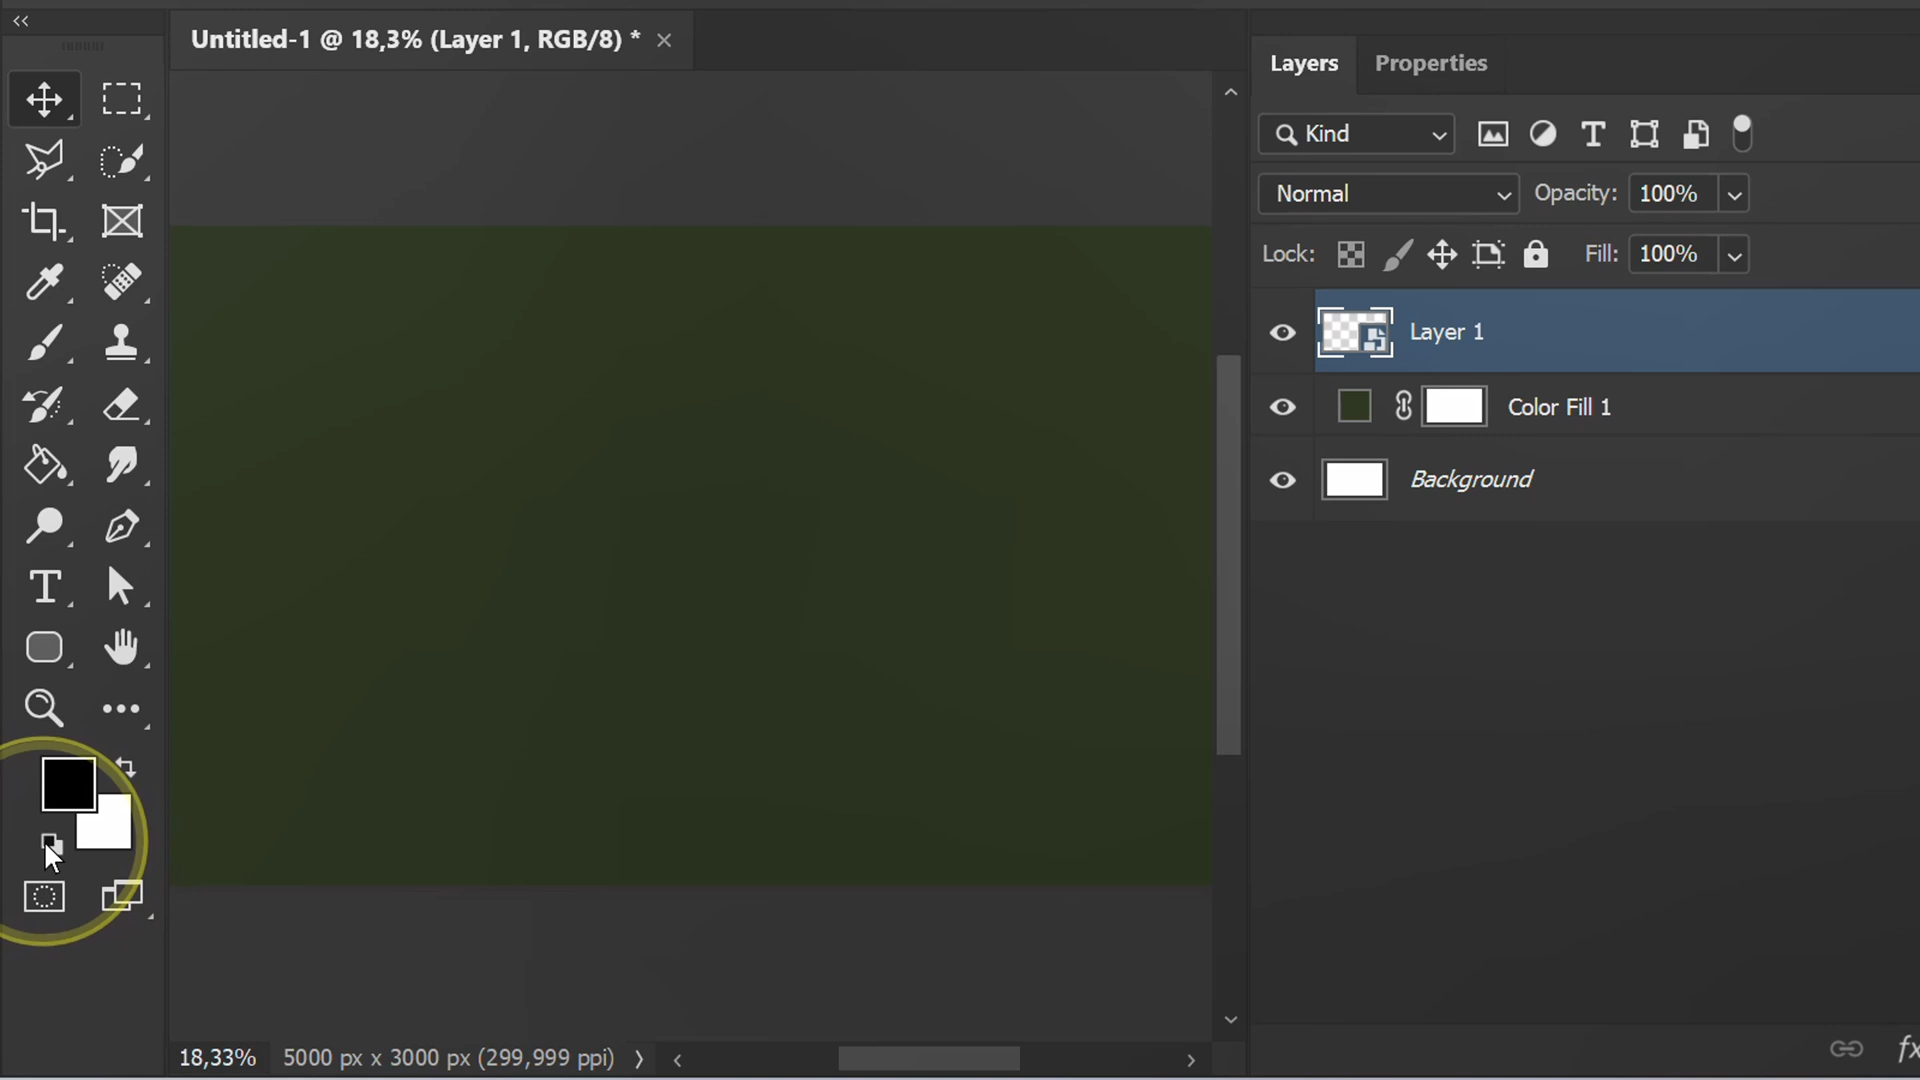 Untitled-1 @ 18,3% (Layer 1, RGB/8) *
Layers
Properties
Kind
Normal
Opacity: 100%
Lock:
Fill: 100%
Layer 1
Color Fill 1
Background
18,33%
5000 px x 3000 px (299,999 ppi)
fx